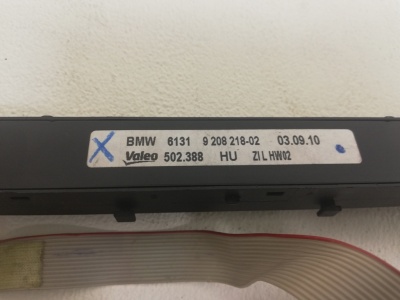 BMW 6131 9 208 218-02 03.09.10
Valeo 502.388 HU ZI L HW02